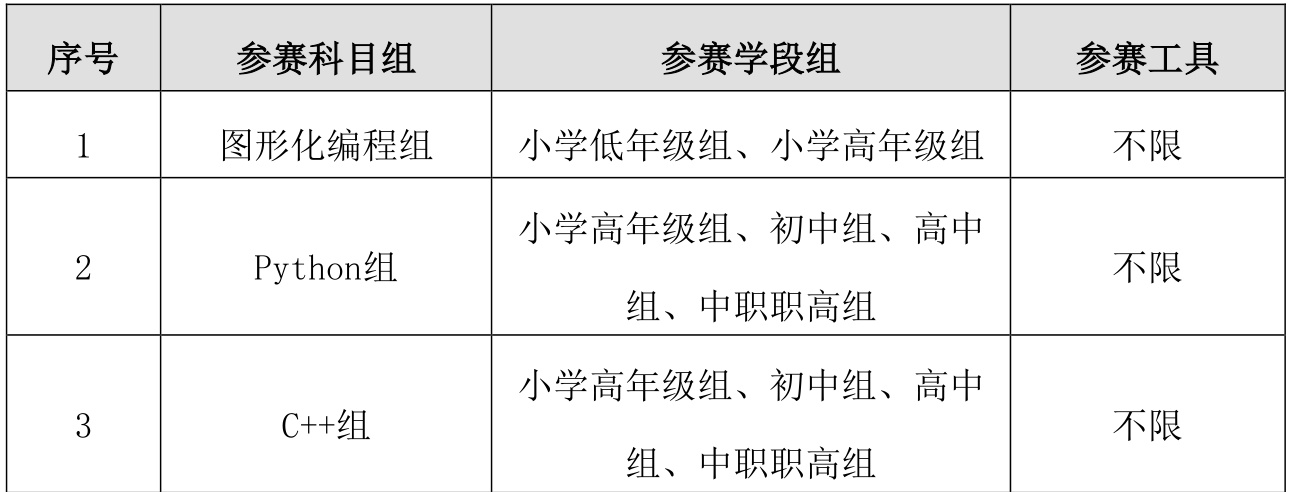 序号 参赛科目组 参赛学段组 参赛工具
1 图形化编程组 小学低年级组、小学高年级组 不限
2 Python组 小学高年级组、初中组、高中
组、中职职高组 不限
3 C++组 小学高年级组、初中组、高中
组、中职职高组 不限